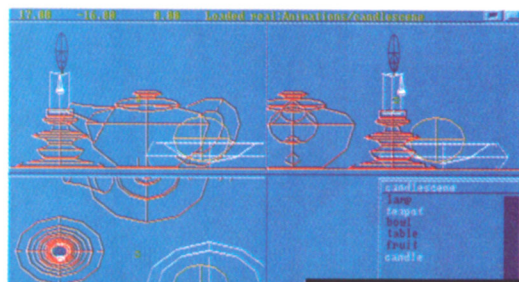 17.00 -16.00 0.00 Loaded real:Animations/candlescene
candlescene
lamp
teapot
bowl
table
fruit
candle